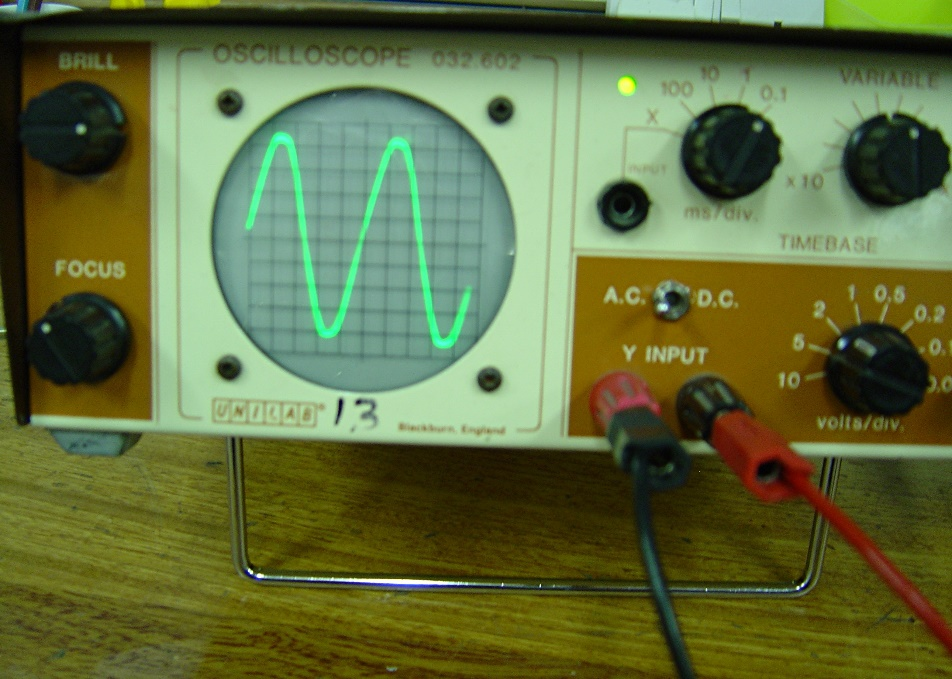 BRILL
FOCUS
OSCILLOSCOPE 032.602
UNILAB® 13
Blackburn, England
X
INPUT
100 10 1 0.1
x10
ms/div.
VARIABLE
TIMEBASE
A.C. D.C.
Y INPUT
10 5 2 1 0.5 0.2
volts/div.